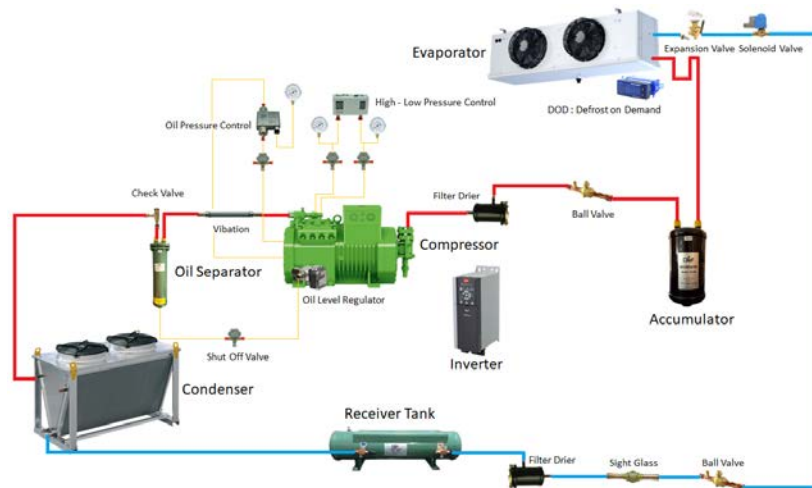 Evaporator
Expansion Valve
Solenoid Valve
DOD : Defrost on Demand
High - Low Pressure Control
Oil Pressure Control
Check Valve
Vibation
Filter Drier
Ball Valve
Compressor
Oil Separator
Oil Level Regulator
Accumulator
Shut Off Valve
Inverter
Condenser
Receiver Tank
Filter Drier
Sight Glass
Ball Valve